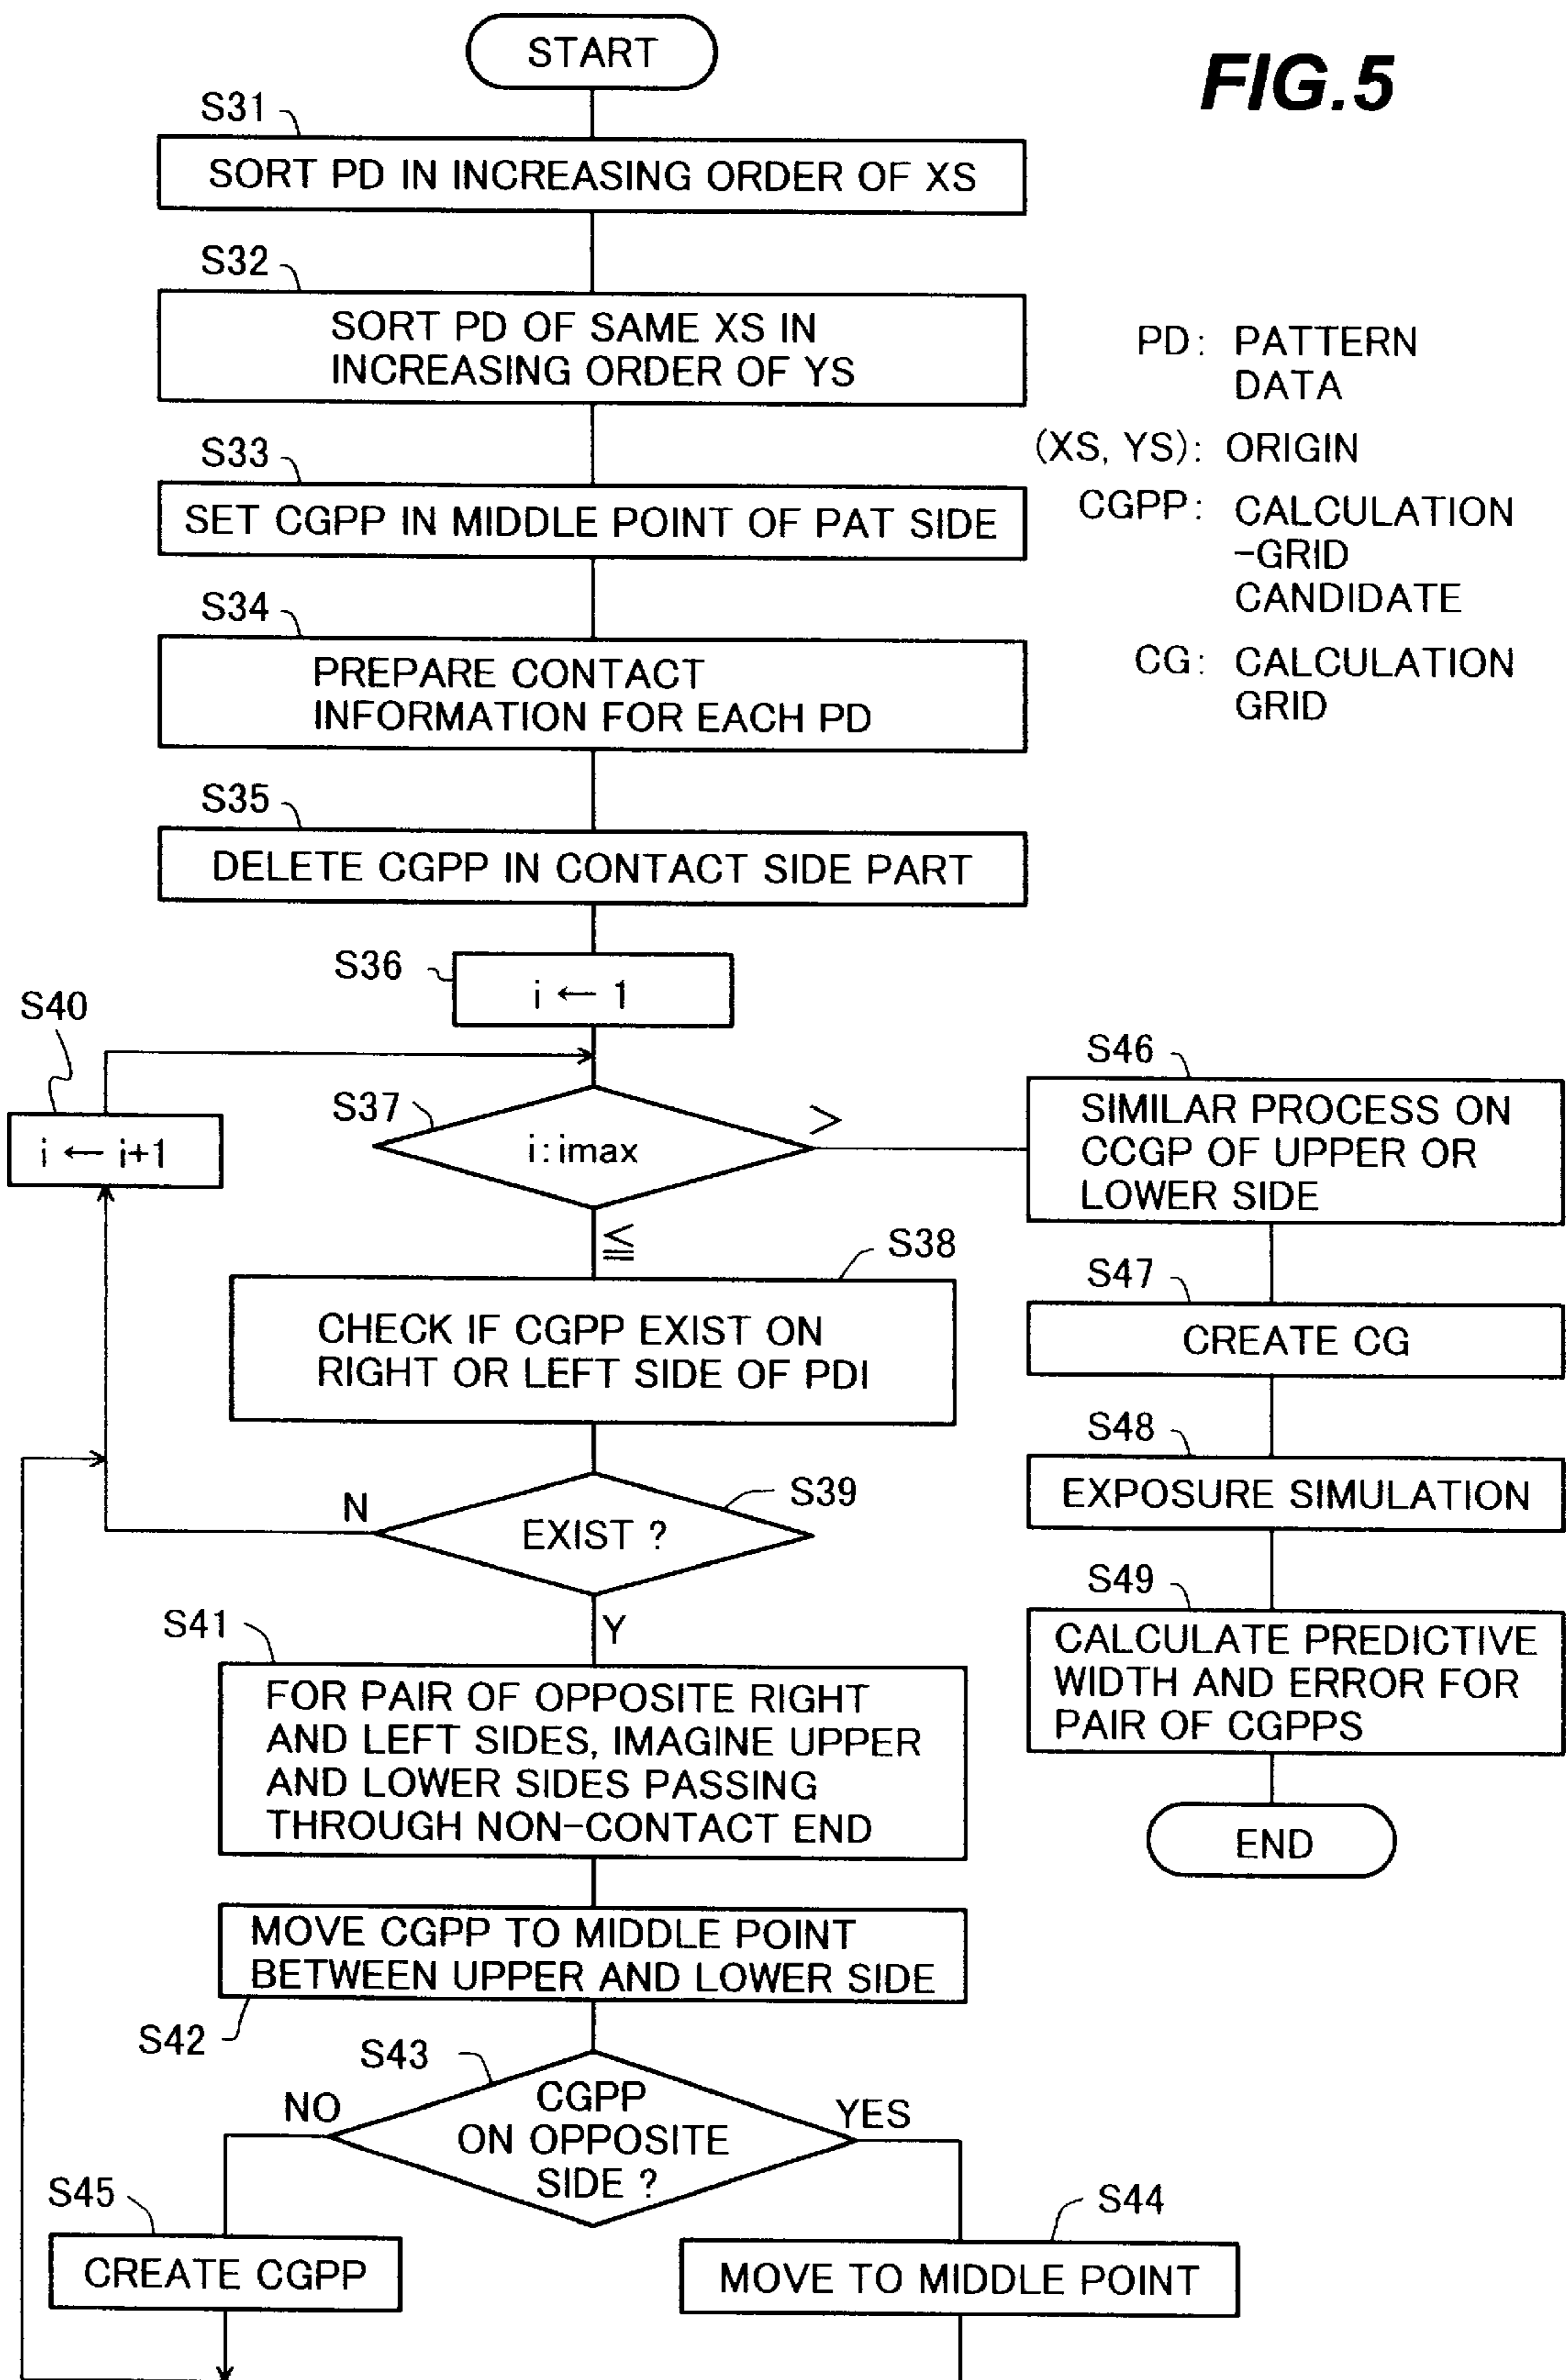 FIG.5
START
S31
SORT PD IN INCREASING ORDER OF XS
S32
SORT PD OF SAME XS IN
INCREASING ORDER OF YS
PD: PATTERN
DATA
(XS, YS): ORIGIN
CGPP: CALCULATION
-GRID
CANDIDATE
CG: CALCULATION
GRID
S33
SET CGPP IN MIDDLE POINT OF PAT SIDE
S34
PREPARE CONTACT
INFORMATION FOR EACH PD
S35
DELETE CGPP IN CONTACT SIDE PART
S36
i ← 1
S40
i ← i+1
S37
i:imax
>
≦
S38
CHECK IF CGPP EXIST ON
RIGHT OR LEFT SIDE OF PDI
S39
EXIST ?
N
Y
S41
FOR PAIR OF OPPOSITE RIGHT
AND LEFT SIDES, IMAGINE UPPER
AND LOWER SIDES PASSING
THROUGH NON-CONTACT END
MOVE CGPP TO MIDDLE POINT
BETWEEN UPPER AND LOWER SIDE
S42
S43
CGPP
ON OPPOSITE
SIDE ?
NO
YES
S45
CREATE CGPP
S44
MOVE TO MIDDLE POINT
S46
SIMILAR PROCESS ON
CCGP OF UPPER OR
LOWER SIDE
S47
CREATE CG
S48
EXPOSURE SIMULATION
S49
CALCULATE PREDICTIVE
WIDTH AND ERROR FOR
PAIR OF CGPPS
END